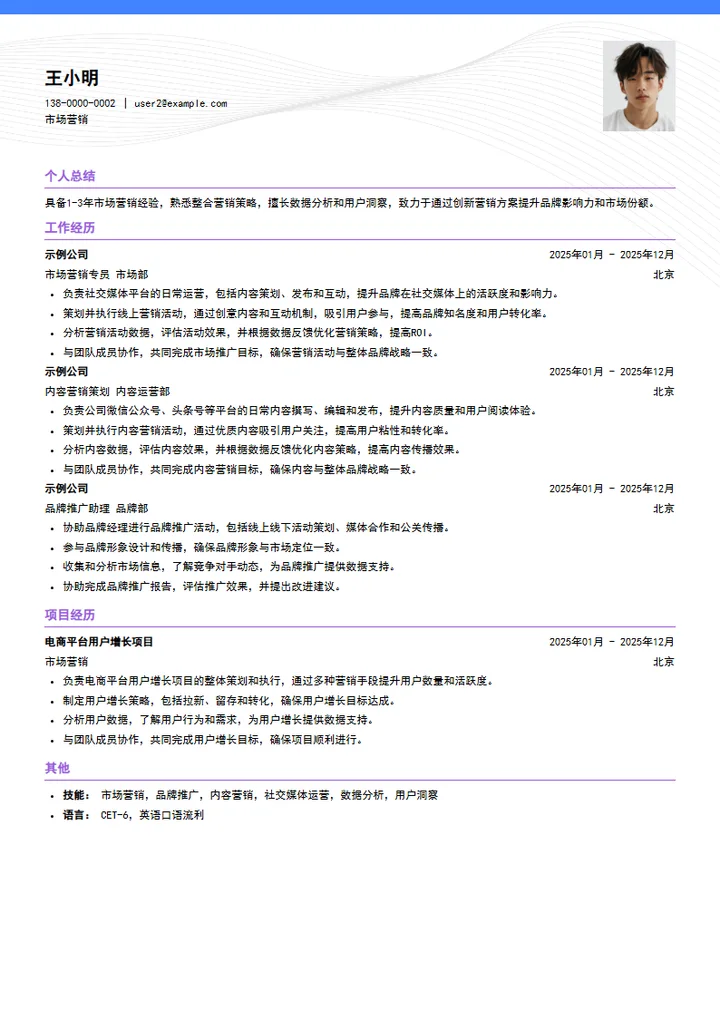 王小明
138-0000-0002 | user2@example.com
市场营销
个人总结
具备1-3年市场营销经验，熟悉整合营销策略，擅长数据分析和用户洞察，致力于通过创新营销方案提升品牌影响力和市场份额。
工作经历
示例公司 2025年01月 - 2025年12月
市场营销专员 市场部 北京
• 负责社交媒体平台的日常运营，包括内容策划、发布和互动，提升品牌在社交媒体上的活跃度和影响力。
• 策划并执行线上营销活动，通过创意内容和互动机制，吸引用户参与，提高品牌知名度和用户转化率。
• 分析营销活动数据，评估活动效果，并根据数据反馈优化营销策略，提高ROI。
• 与团队成员协作，共同完成市场推广目标，确保营销活动与整体品牌战略一致。
示例公司 2025年01月 - 2025年12月
内容营销策划 内容运营部 北京
• 负责公司微信公众号、头条号等平台的日常内容撰写、编辑和发布，提升内容质量和用户阅读体验。
• 策划并执行内容营销活动，通过优质内容吸引用户关注，提高用户粘性和转化率。
• 分析内容数据，评估内容效果，并根据数据反馈优化内容策略，提高内容传播效果。
• 与团队成员协作，共同完成内容营销目标，确保内容与整体品牌战略一致。
示例公司 2025年01月 - 2025年12月
品牌推广助理 品牌部 北京
• 协助品牌经理进行品牌推广活动，包括线上线下活动策划、媒体合作和公关传播。
• 参与品牌形象设计和传播，确保品牌形象与市场定位一致。
• 收集和分析市场信息，了解竞争对手动态，为品牌推广提供数据支持。
• 协助完成品牌推广报告，评估推广效果，并提出改进建议。
项目经历
电商平台用户增长项目 2025年01月 - 2025年12月
市场营销 北京
• 负责电商平台用户增长项目的整体策划和执行，通过多种营销手段提升用户数量和活跃度。
• 制定用户增长策略，包括拉新、留存和转化，确保用户增长目标达成。
• 分析用户数据，了解用户行为和需求，为用户增长提供数据支持。
• 与团队成员协作，共同完成用户增长目标，确保项目顺利进行。
其他
• 技能： 市场营销，品牌推广，内容营销，社交媒体运营，数据分析，用户洞察
• 语言： CET-6，英语口语流利